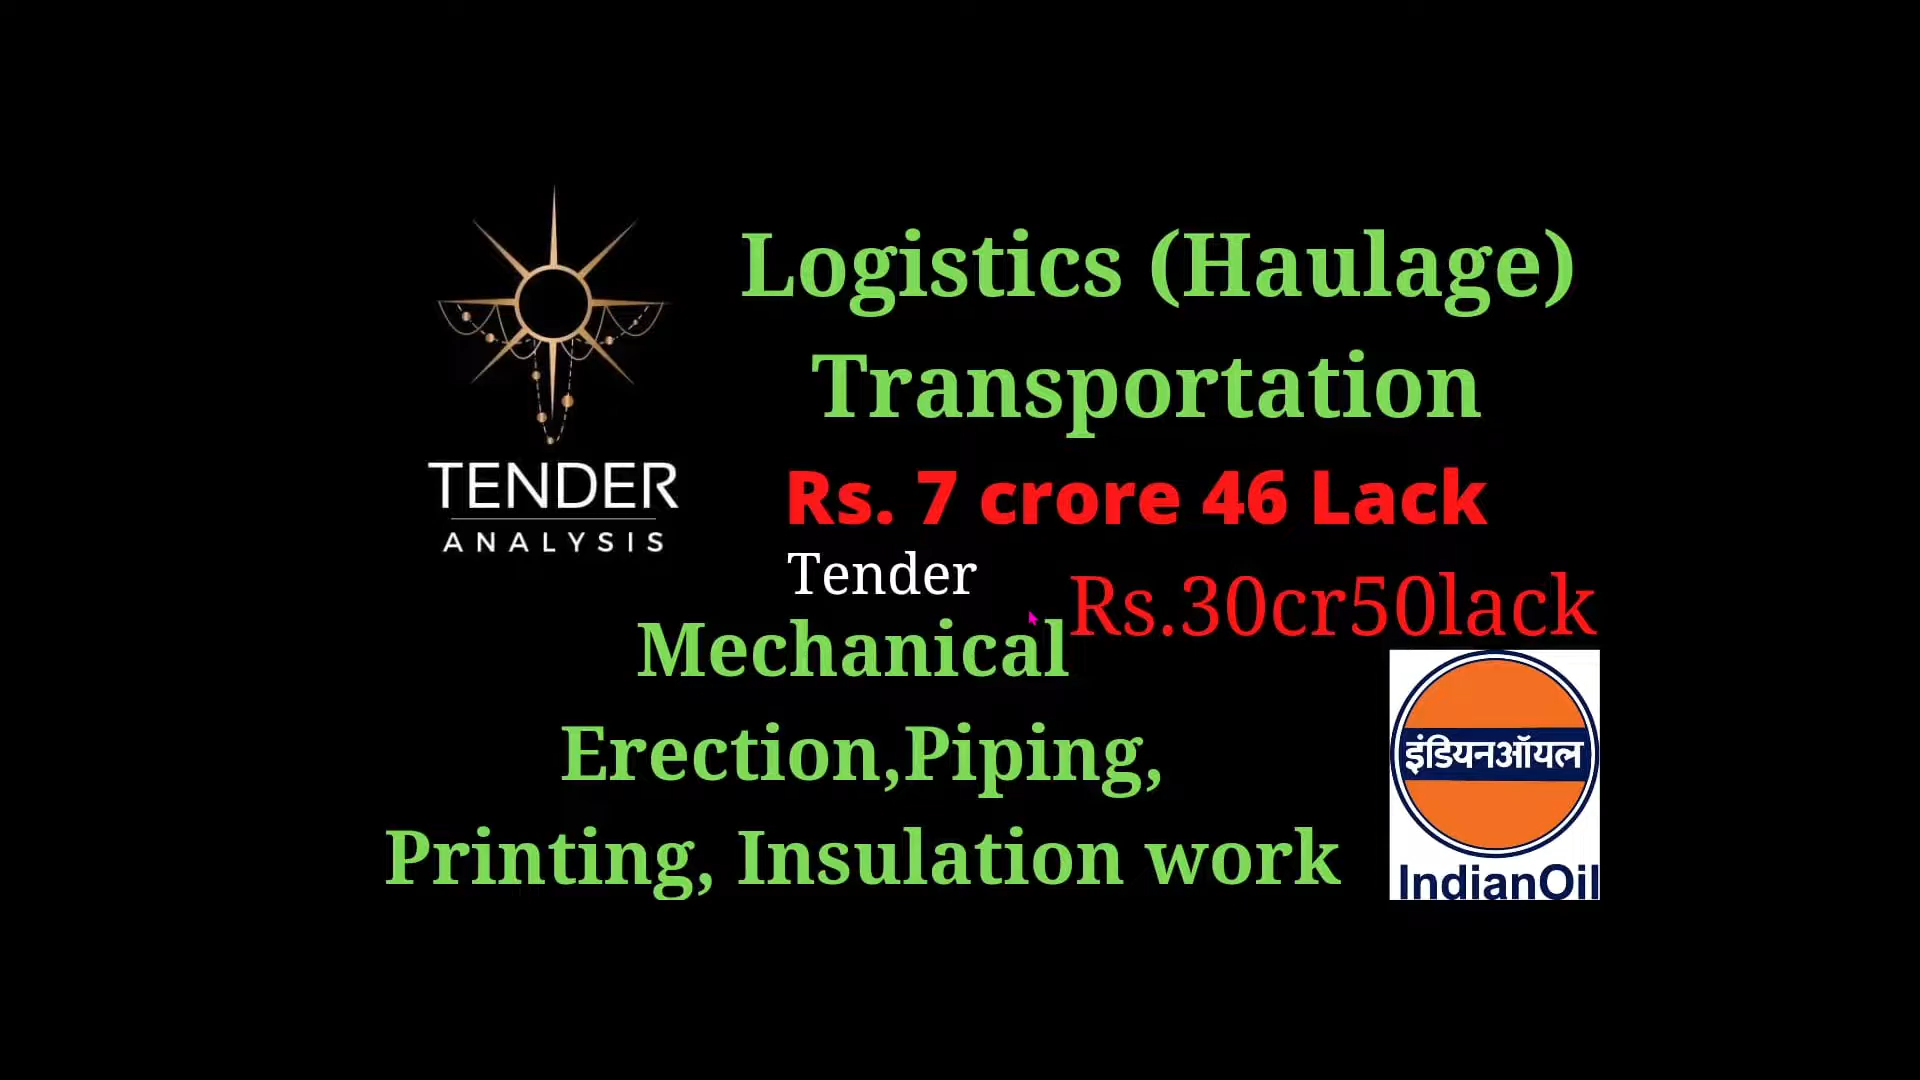 TENDER
ANALYSIS
Logistics (Haulage)
Transportation
Rs. 7 crore 46 Lack
Tender
Rs.30cr50lack
Mechanical
Erection,Piping,
Printing, Insulation work
इंडियनऑयल
IndianOil